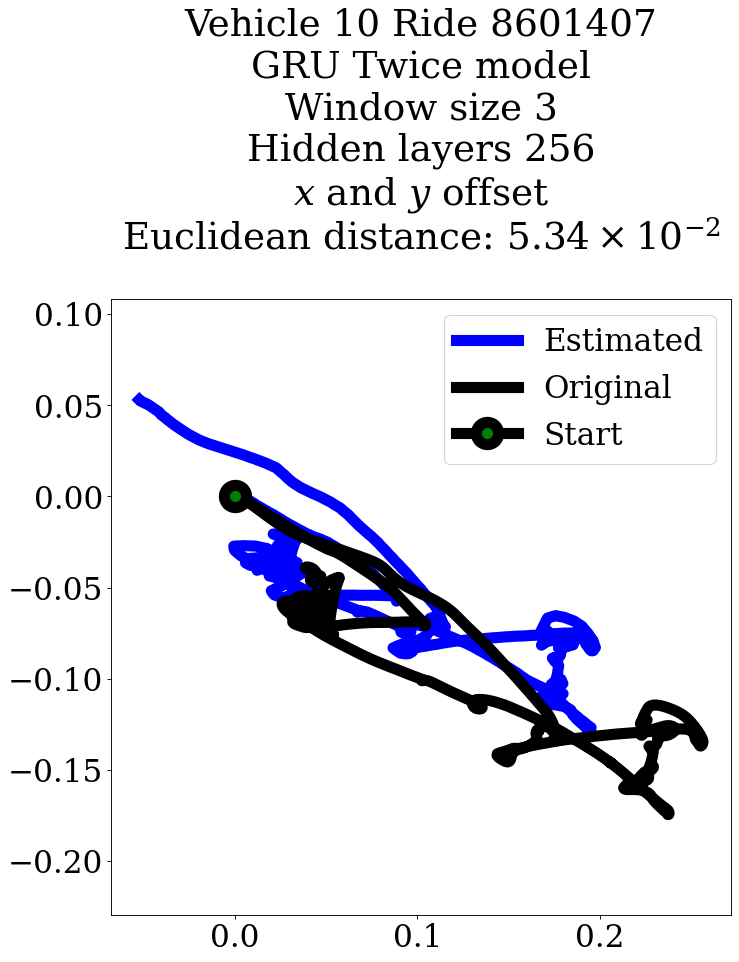 Vehicle 10 Ride 8601407
GRU Twice model
Window size 3
Hidden layers 256
x and y offset
Euclidean distance: 5.34 × 10⁻²
Estimated
Original
Start
0.10
0.05
0.00
−0.05
−0.10
−0.15
−0.20
0.0 0.1 0.2